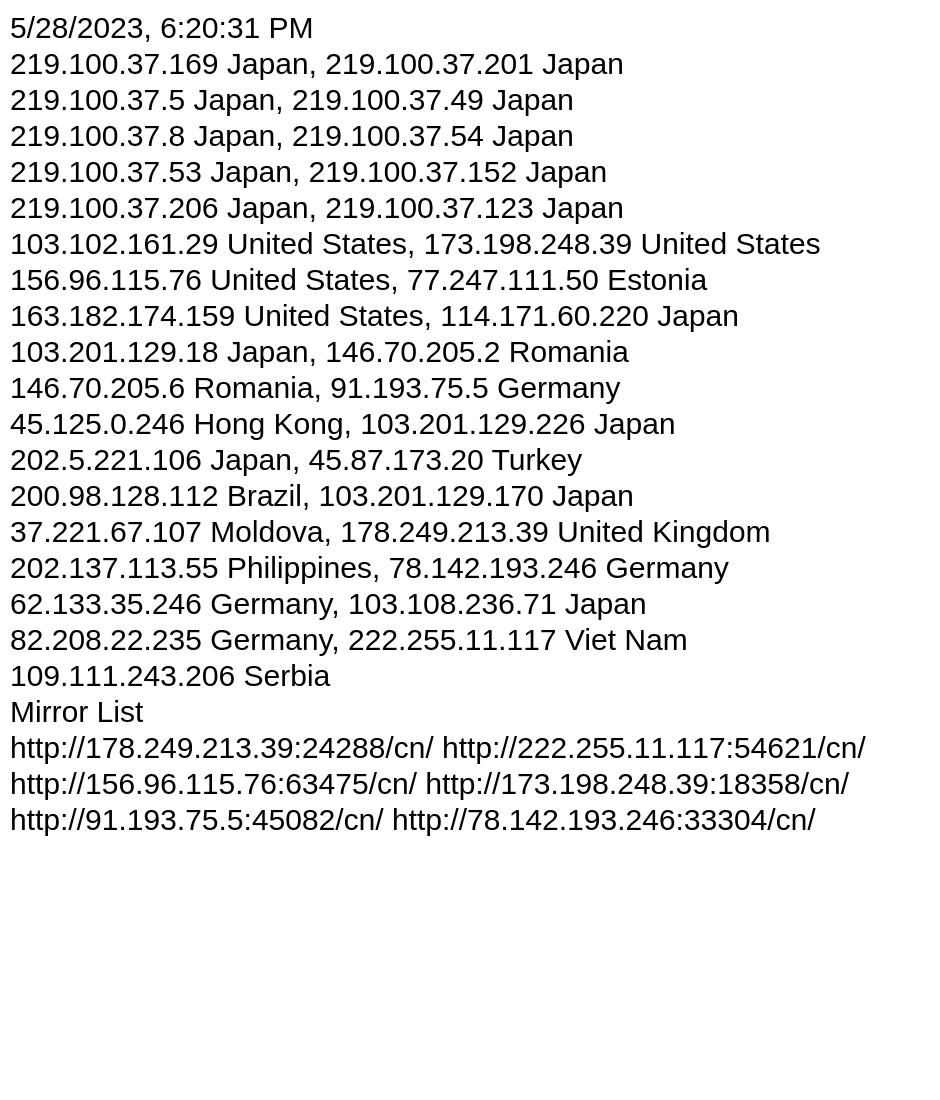 5/28/2023, 6:20:31 PM
219.100.37.169 Japan, 219.100.37.201 Japan
219.100.37.5 Japan, 219.100.37.49 Japan
219.100.37.8 Japan, 219.100.37.54 Japan
219.100.37.53 Japan, 219.100.37.152 Japan
219.100.37.206 Japan, 219.100.37.123 Japan
103.102.161.29 United States, 173.198.248.39 United States
156.96.115.76 United States, 77.247.111.50 Estonia
163.182.174.159 United States, 114.171.60.220 Japan
103.201.129.18 Japan, 146.70.205.2 Romania
146.70.205.6 Romania, 91.193.75.5 Germany
45.125.0.246 Hong Kong, 103.201.129.226 Japan
202.5.221.106 Japan, 45.87.173.20 Turkey
200.98.128.112 Brazil, 103.201.129.170 Japan
37.221.67.107 Moldova, 178.249.213.39 United Kingdom
202.137.113.55 Philippines, 78.142.193.246 Germany
62.133.35.246 Germany, 103.108.236.71 Japan
82.208.22.235 Germany, 222.255.11.117 Viet Nam
109.111.243.206 Serbia
Mirror List
http://178.249.213.39:24288/cn/ http://222.255.11.117:54621/cn/
http://156.96.115.76:63475/cn/ http://173.198.248.39:18358/cn/
http://91.193.75.5:45082/cn/ http://78.142.193.246:33304/cn/